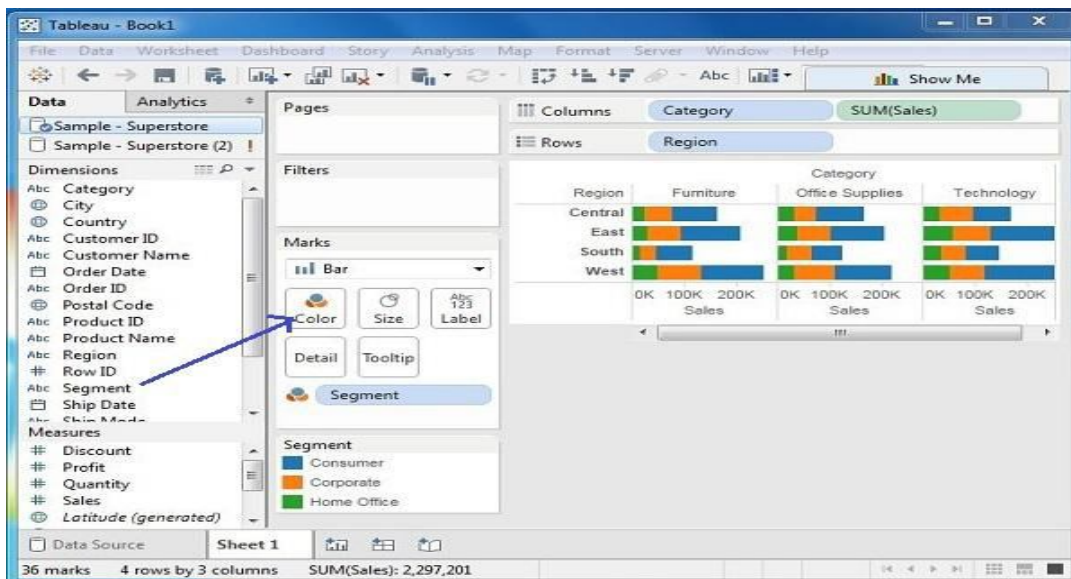 Tableau - Book1
File Data Worksheet Dashboard Story Analysis Map Format Server Window Help
Abc Show Me
Data Analytics
Sample - Superstore
Sample - Superstore (2) !
Dimensions
Abc Category
City
Country
Abc Customer ID
Abc Customer Name
Order Date
Abc Order ID
Postal Code
Abc Product ID
Abc Product Name
Abc Region
# Row ID
Abc Segment
Ship Date
Abc Ship Mode
Measures
# Discount
# Profit
# Quantity
# Sales
Latitude (generated)
Pages
Filters
Marks
Bar
Color Size Abc 123 Label
Detail Tooltip
Segment
Segment
Consumer
Corporate
Home Office
Columns Category SUM(Sales)
Rows Region
Category
Region Furniture Office Supplies Technology
Central
East
South
West
0K 100K 200K 0K 100K 200K 0K 100K 200K
Sales Sales Sales
Data Source Sheet 1
36 marks 4 rows by 3 columns SUM(Sales): 2,297,201